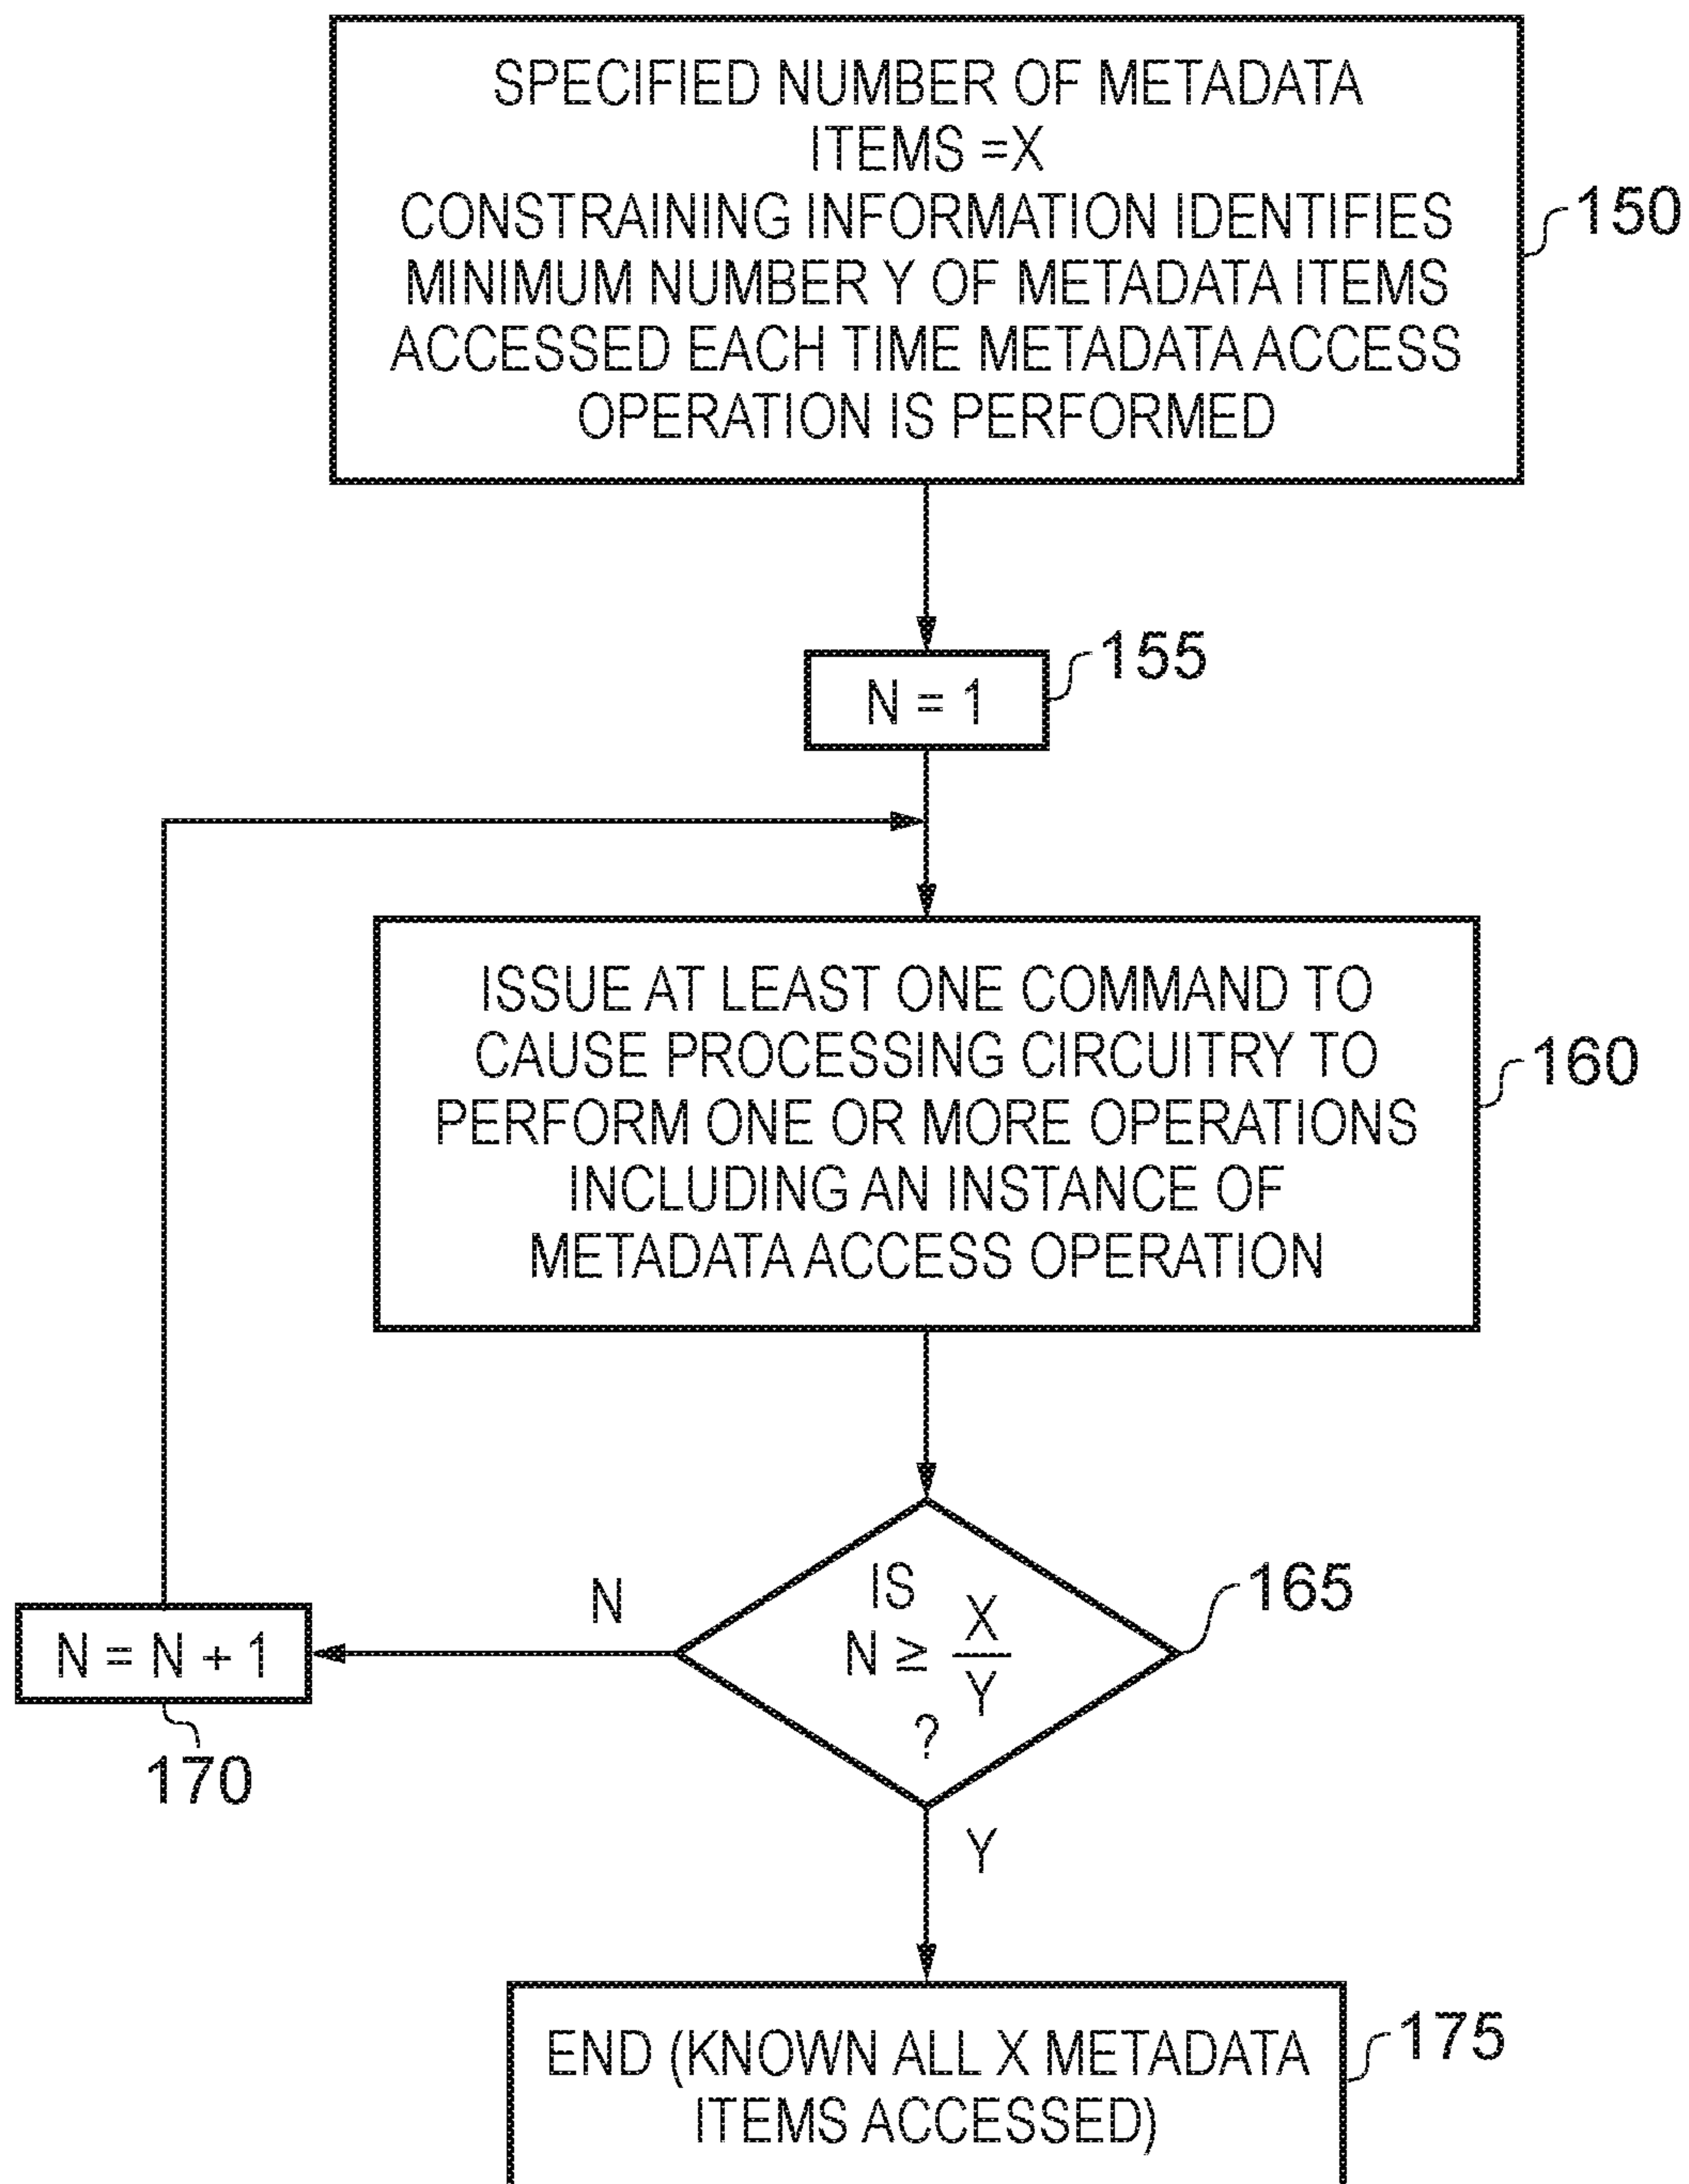 SPECIFIED NUMBER OF METADATA
ITEMS =X
CONSTRAINING INFORMATION IDENTIFIES
MINIMUM NUMBER Y OF METADATA ITEMS
ACCESSED EACH TIME METADATA ACCESS
OPERATION IS PERFORMED
150
N = 1
155
ISSUE AT LEAST ONE COMMAND TO
CAUSE PROCESSING CIRCUITRY TO
PERFORM ONE OR MORE OPERATIONS
INCLUDING AN INSTANCE OF
METADATA ACCESS OPERATION
160
IS
N ≥ X/Y
?
165
N
N = N + 1
170
Y
END (KNOWN ALL X METADATA
ITEMS ACCESSED)
175